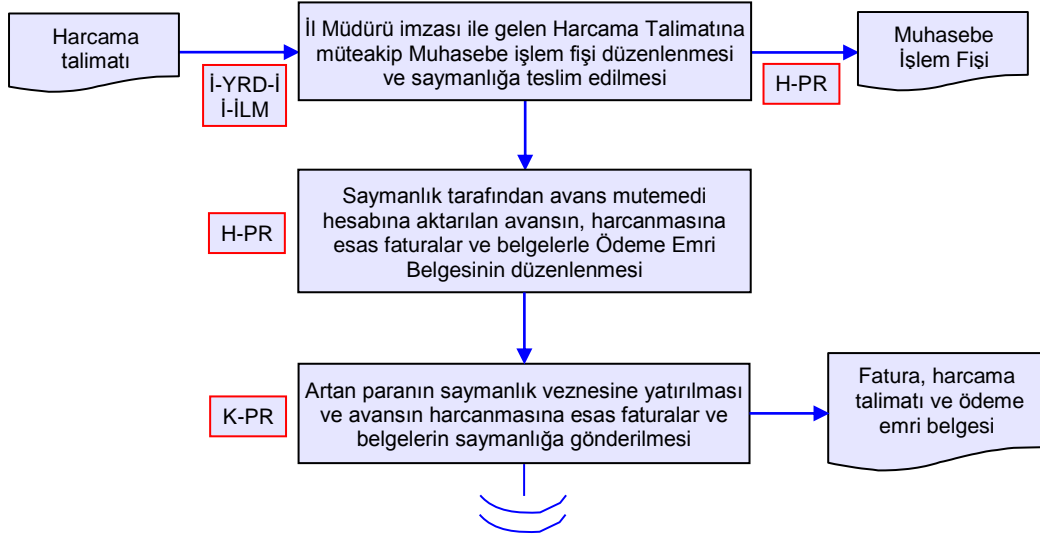 Harcama
talimatı
İ-YRD-İ
İ-İLM
İl Müdürü imzası ile gelen Harcama Talimatına
müteakip Muhasebe işlem fişi düzenlenmesi
ve saymanlığa teslim edilmesi
H-PR
Muhasebe
İşlem Fişi
H-PR
Saymanlık tarafından avans mutemedi
hesabına aktarılan avansın, harcanmasına
esas faturalar ve belgelerle Ödeme Emri
Belgesinin düzenlenmesi
K-PR
Artan paranın saymanlık veznesine yatırılması
ve avansın harcanmasına esas faturalar ve
belgelerin saymanlığa gönderilmesi
Fatura, harcama
talimatı ve ödeme
emri belgesi